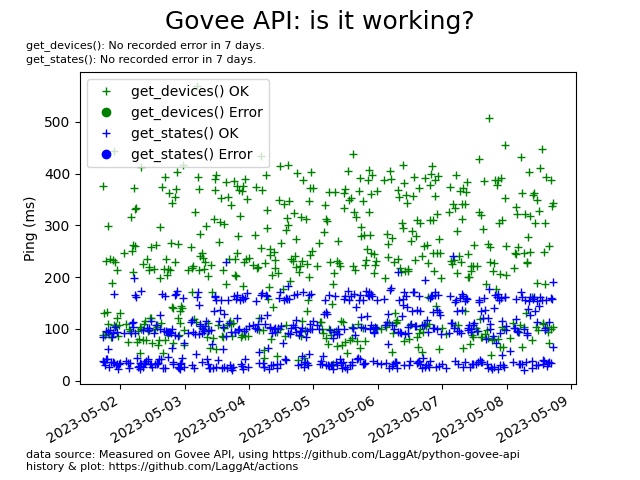 Govee API: is it working?
get_devices(): No recorded error in 7 days.
get_states(): No recorded error in 7 days.
get_devices() OK
get_devices() Error
get_states() OK
get_states() Error
Ping (ms)
500
400
300
200
100
0
2023-05-02
2023-05-03
2023-05-04
2023-05-05
2023-05-06
2023-05-07
2023-05-08
2023-05-09
data source: Measured on Govee API, using https://github.com/LaggAt/python-govee-api
history & plot: https://github.com/LaggAt/actions